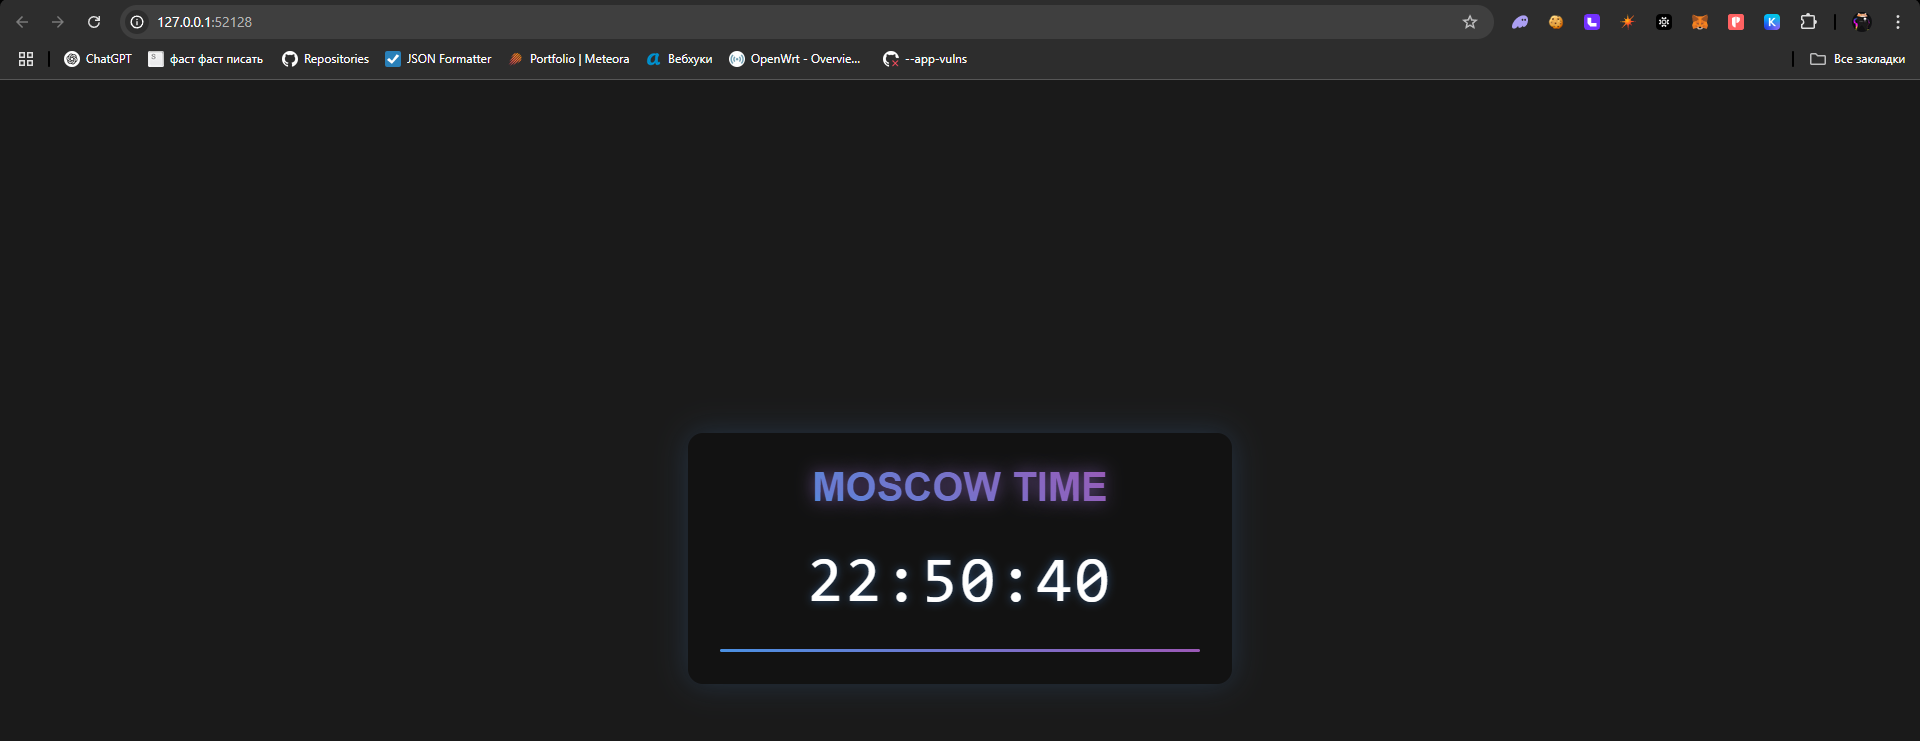 127.0.0.1:52128
ChatGPT фаст фаст писать Repositories JSON Formatter Portfolio | Meteora Вебхуки OpenWrt - Overvie... --app-vulns Все закладки
MOSCOW TIME
22:50:40